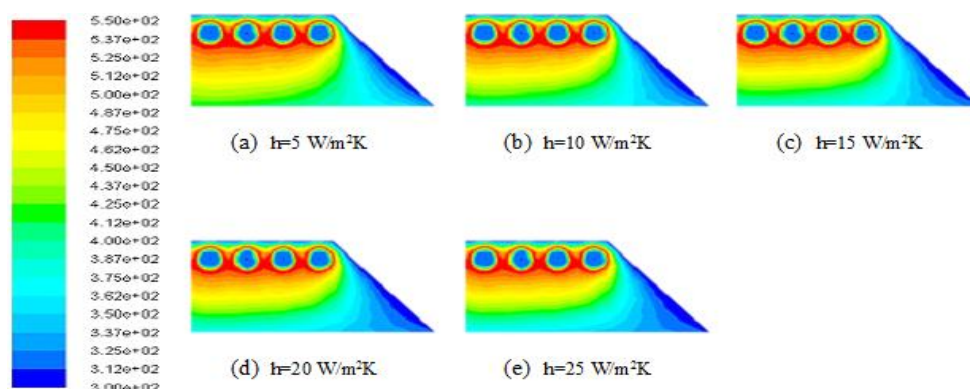 5.50e+02
5.37e+02
5.25e+02
5.12e+02
5.00e+02
4.87e+02
4.75e+02
4.62e+02
4.50e+02
4.37e+02
4.25e+02
4.12e+02
4.00e+02
3.87e+02
3.75e+02
3.62e+02
3.50e+02
3.37e+02
3.25e+02
3.12e+02
3.00e+02
(a) h=5 W/m²K
(b) h=10 W/m²K
(c) h=15 W/m²K
(d) h=20 W/m²K
(e) h=25 W/m²K